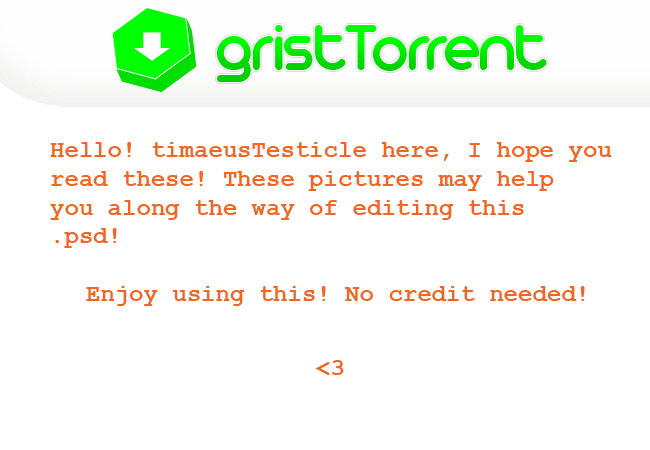 gristTorrent
Hello! timaeusTesticle here, I hope you
read these! These pictures may help
you along the way of editing this
.psd!
Enjoy using this! No credit needed!
<3